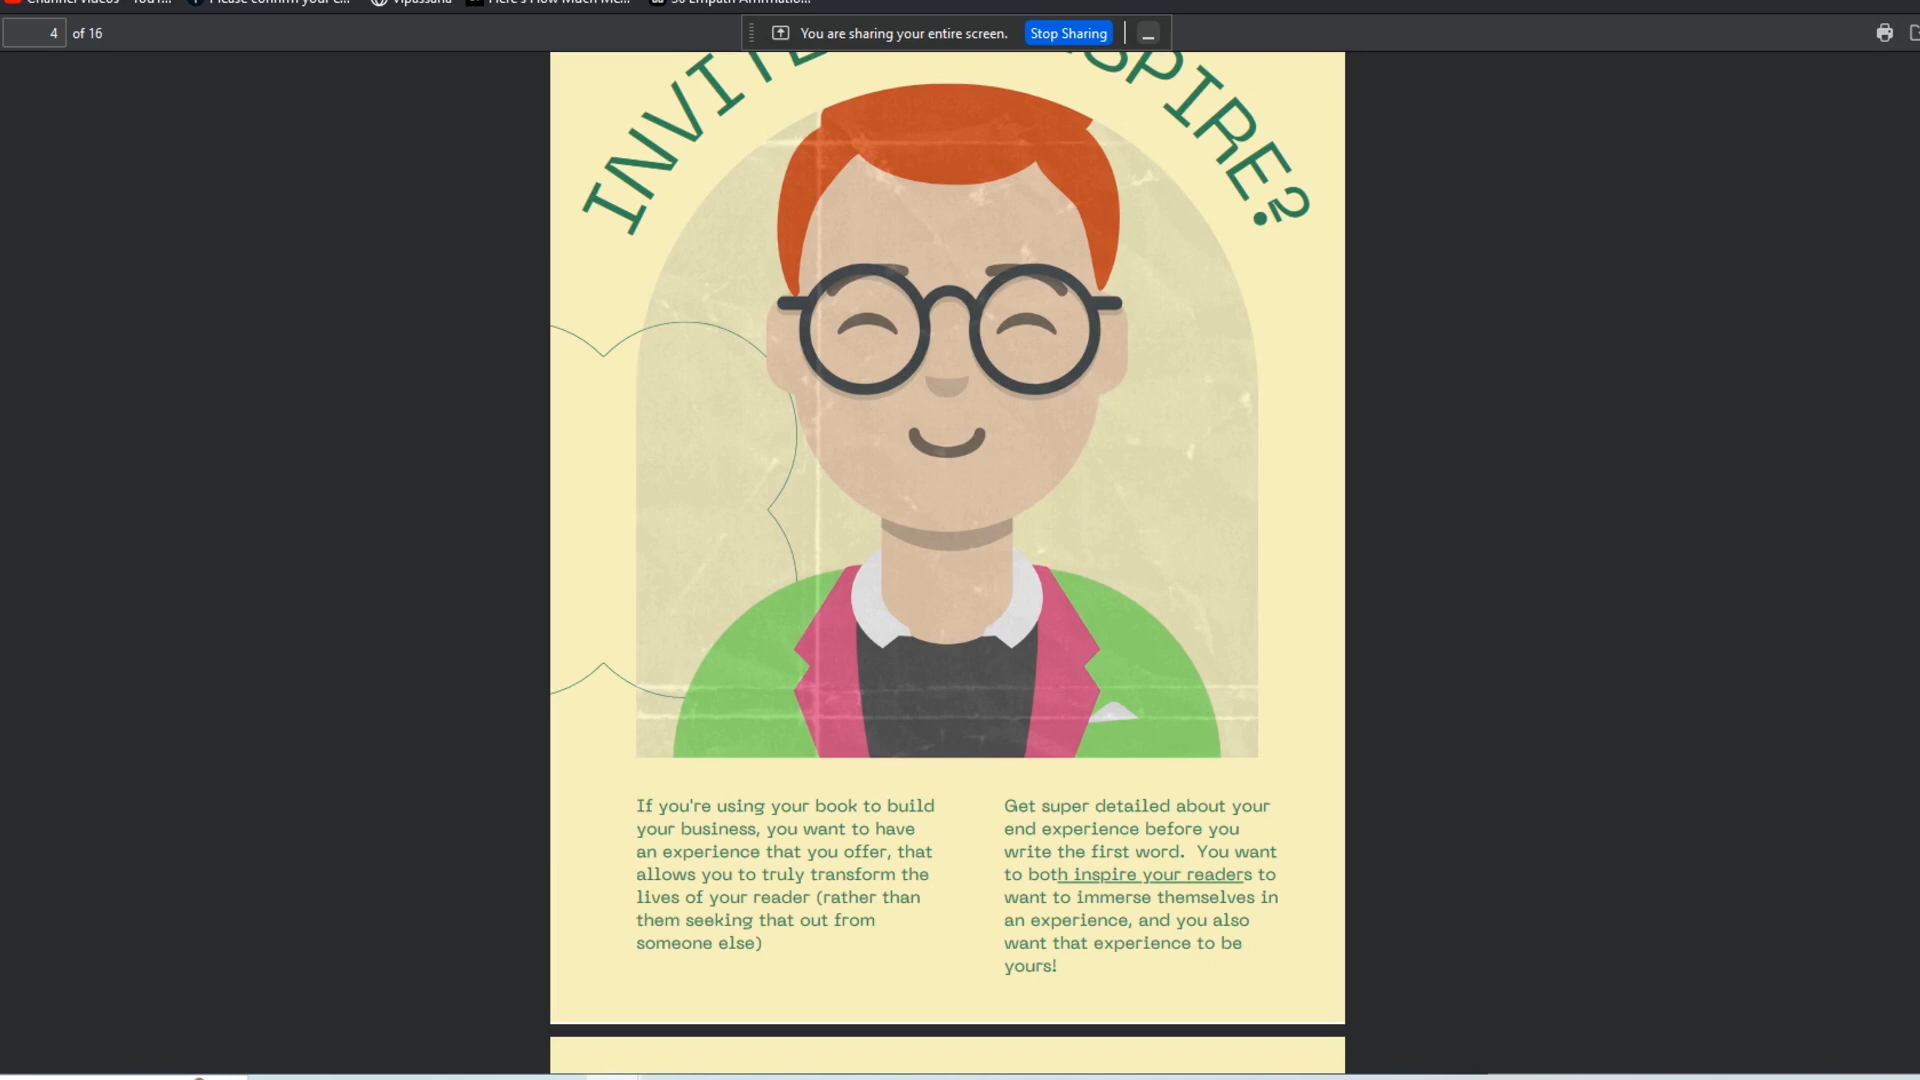 4 of 16
You are sharing your entire screen. Stop Sharing
INSPIRE?
If you're using your book to build
your business, you want to have
an experience that you offer, that
allows you to truly transform the
lives of your reader (rather than
them seeking that out from
someone else)
Get super detailed about your
end experience before you
write the first word. You want
to both inspire your readers to
want to immerse themselves in
an experience, and you also
want that experience to be
yours!